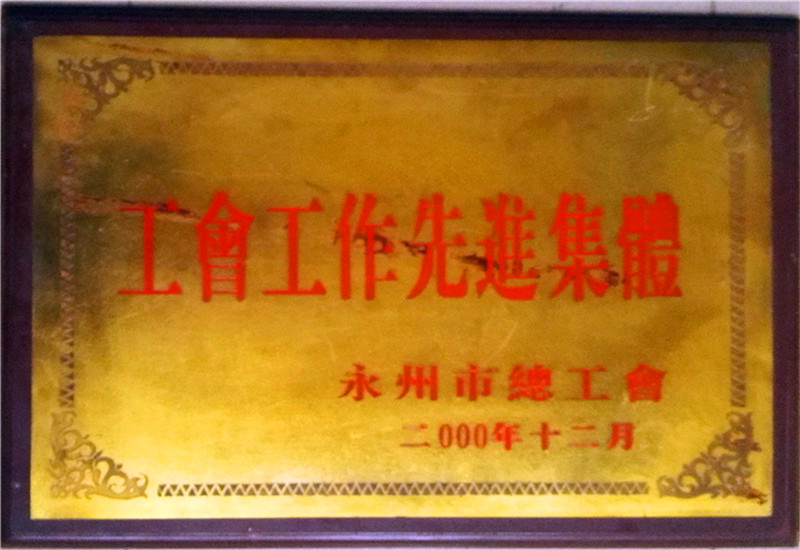 工會工作先進集體
永州市總工會
二000年十二月